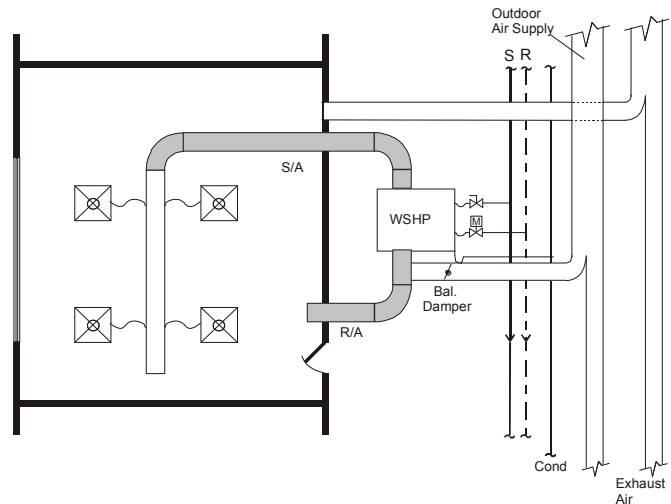 Outdoor
Air Supply
S R
S/A
WSHP
M
Bal.
Damper
R/A
Cond
Exhaust
Air